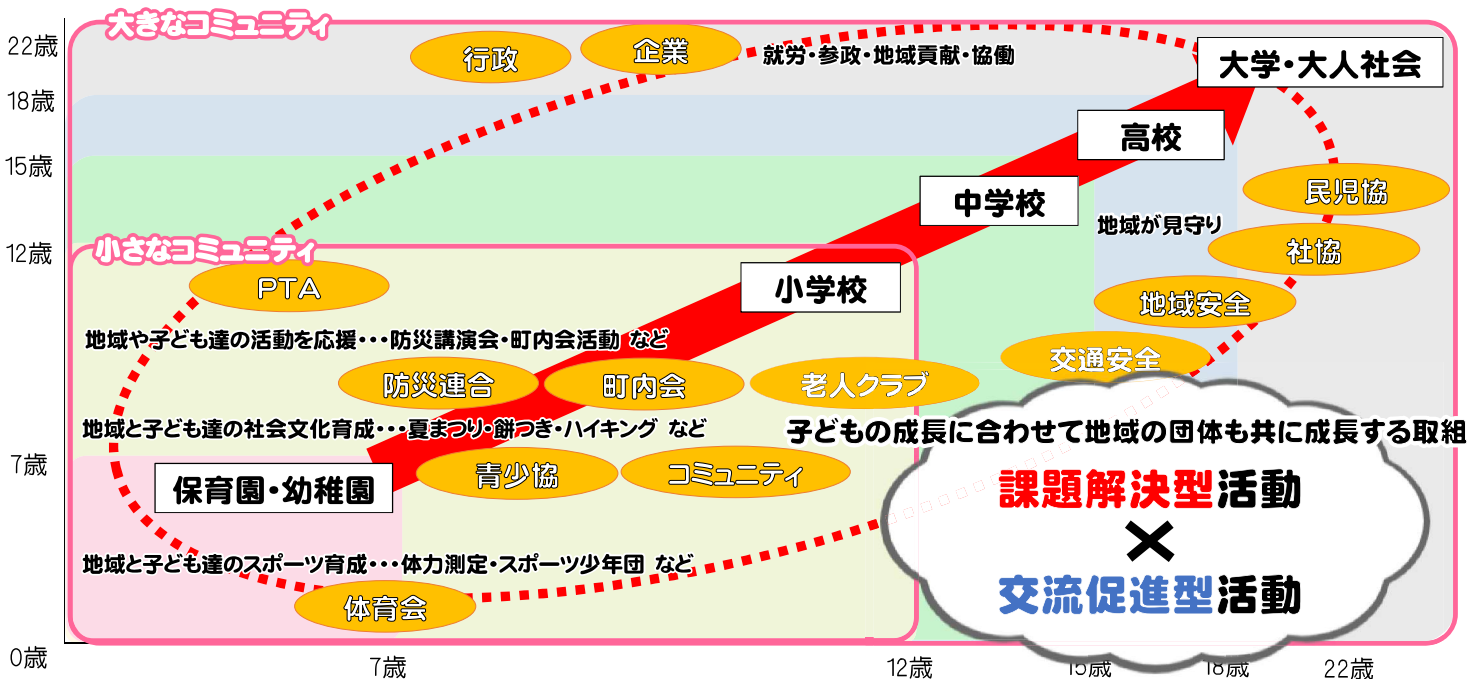 大きなコミュニティ
22歳
行政
企業
就労・参政・地域貢献・協働
大学・大人社会
18歳
高校
15歳
民児協
中学校
地域が見守り
12歳
小さなコミュニティ
社協
PTA
小学校
地域安全
地域や子ども達の活動を応援・・・防災講演会・町内会活動 など
交通安全
防災連合
町内会
老人クラブ
地域と子ども達の社会文化育成・・・夏まつり・餅つき・ハイキング など
子どもの成長に合わせて地域の団体も共に成長する取組
7歳
保育園・幼稚園
青少協
コミュニティ
課題解決型活動
×
地域と子ども達のスポーツ育成・・・体力測定・スポーツ少年団 など
交流促進型活動
体育会
0歳
7歳
12歳
15歳
18歳
22歳